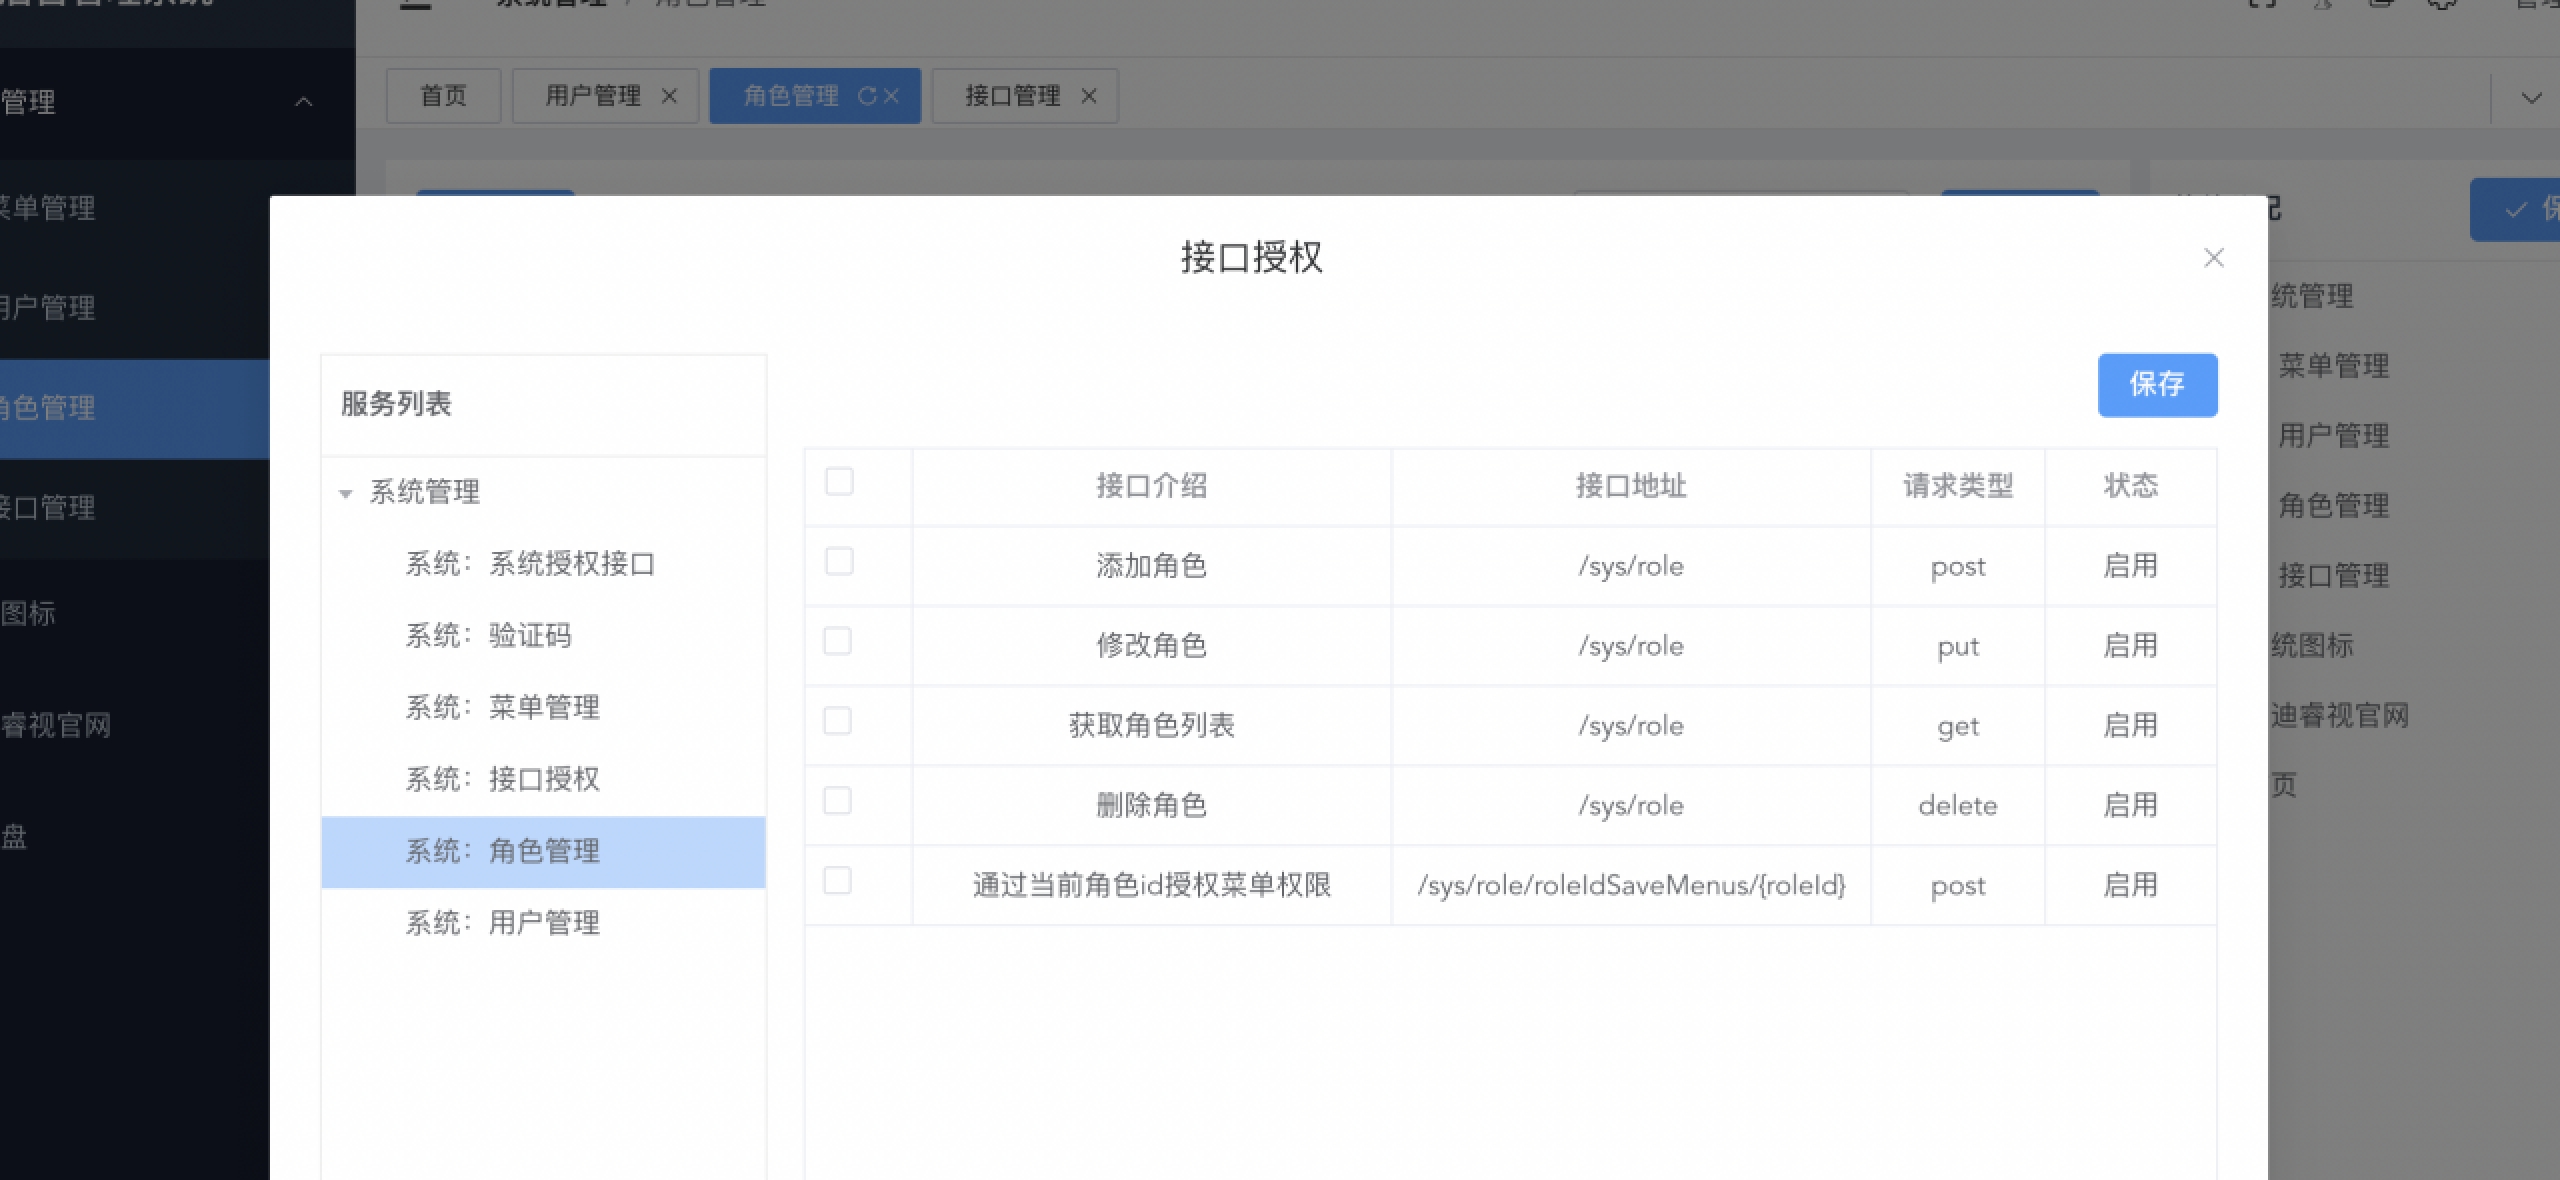 系统管理 / 角色管理
管理
首页
用户管理
角色管理
接口管理
菜单管理
用户管理
角色管理
接口管理
图标
睿视官网
盘
接口授权
服务列表
系统管理
系统：系统授权接口
系统：验证码
系统：菜单管理
系统：接口授权
系统：角色管理
系统：用户管理
保存
接口介绍 接口地址 请求类型 状态
添加角色 /sys/role post 启用
修改角色 /sys/role put 启用
获取角色列表 /sys/role get 启用
删除角色 /sys/role delete 启用
通过当前角色id授权菜单权限 /sys/role/roleIdSaveMenus/{roleId} post 启用
统管理
菜单管理
用户管理
角色管理
接口管理
统图标
迪睿视官网
页